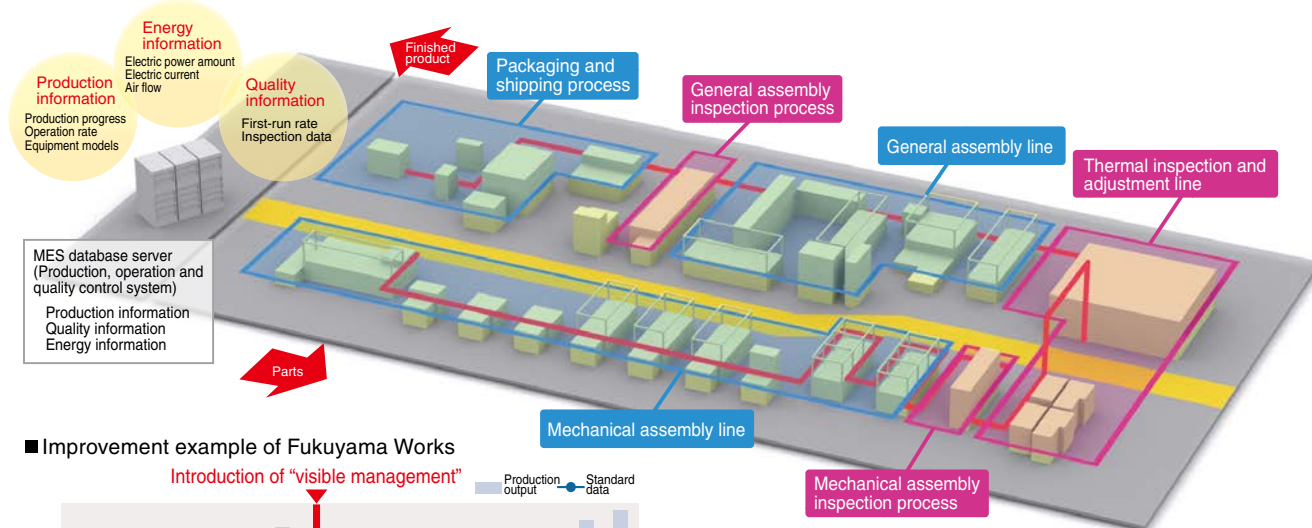 Energy
information
Electric power amount
Electric current
Air flow
Production
information
Production progress
Operation rate
Equipment models
Quality
information
First-run rate
Inspection data
Finished
product
Packaging and
shipping process
General assembly
inspection process
General assembly line
Thermal inspection and
adjustment line
MES database server
(Production, operation and
quality control system)
Production information
Quality information
Energy information
Parts
Mechanical assembly line
Mechanical assembly
inspection process
■ Improvement example of Fukuyama Works
Introduction of “visible management”
Production
output
Standard
data